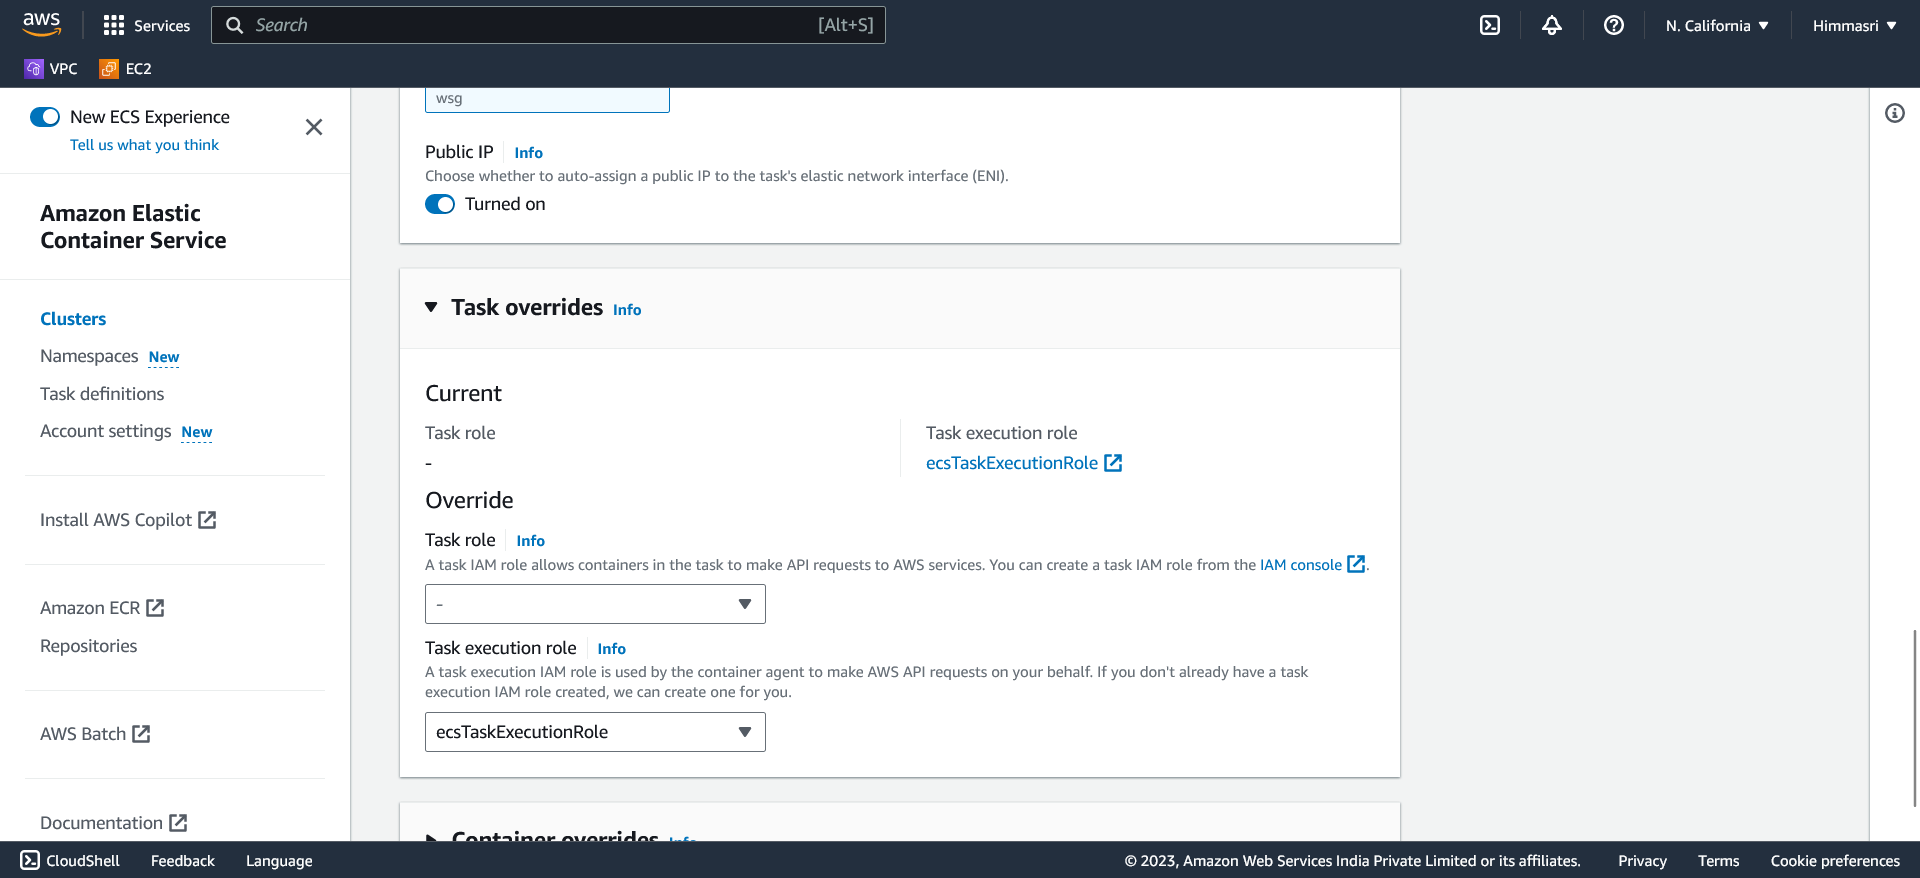 aws
Services
Search
[Alt+S]
N. California
Himmasri
VPC
EC2
New ECS Experience
Tell us what you think
Amazon Elastic
Container Service
Clusters
Namespaces New
Task definitions
Account settings New
Install AWS Copilot
Amazon ECR
Repositories
AWS Batch
Documentation
wsg
Public IP Info
Choose whether to auto-assign a public IP to the task's elastic network interface (ENI).
Turned on
Task overrides Info
Current
Task role
-
Task execution role
ecsTaskExecutionRole
Override
Task role Info
A task IAM role allows containers in the task to make API requests to AWS services. You can create a task IAM role from the IAM console.
-
Task execution role Info
A task execution IAM role is used by the container agent to make AWS API requests on your behalf. If you don't already have a task
execution IAM role created, we can create one for you.
ecsTaskExecutionRole
Container overrides Info
CloudShell
Feedback
Language
© 2023, Amazon Web Services India Private Limited or its affiliates.
Privacy
Terms
Cookie preferences